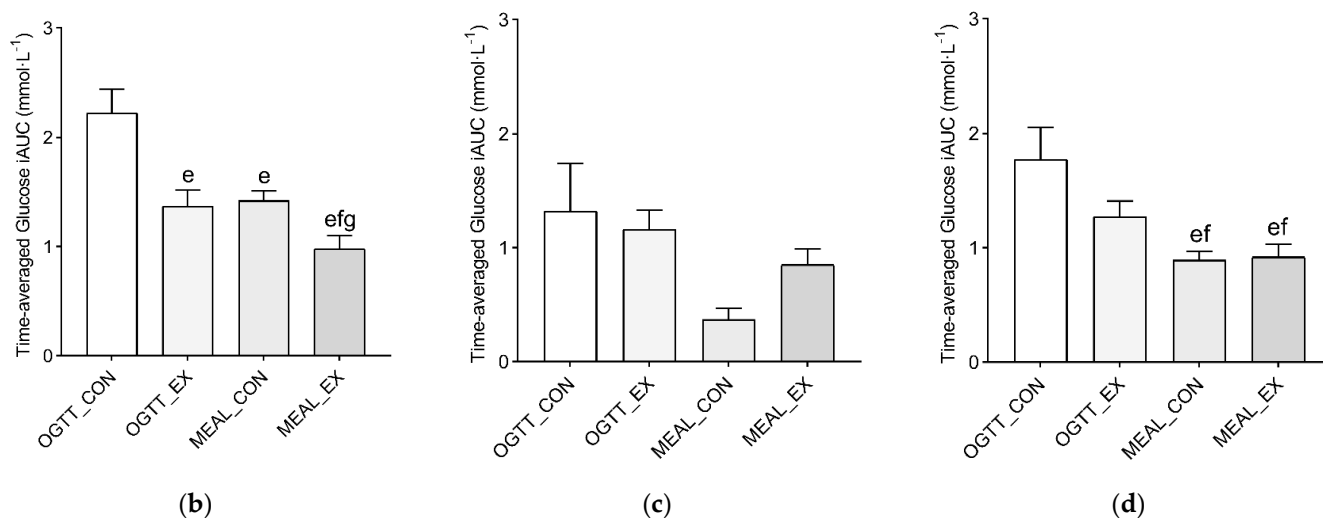 Time-averaged Glucose iAUC (mmol·L⁻¹)
3
2
1
0
e
e
efg
OGTT_CON
OGTT_EX
MEAL_CON
MEAL_EX
(b)
Time-averaged Glucose iAUC (mmol·L⁻¹)
3
2
1
0
OGTT_CON
OGTT_EX
MEAL_CON
MEAL_EX
(c)
Time-averaged Glucose iAUC (mmol·L⁻¹)
3
2
1
0
ef
ef
OGTT_CON
OGTT_EX
MEAL_CON
MEAL_EX
(d)